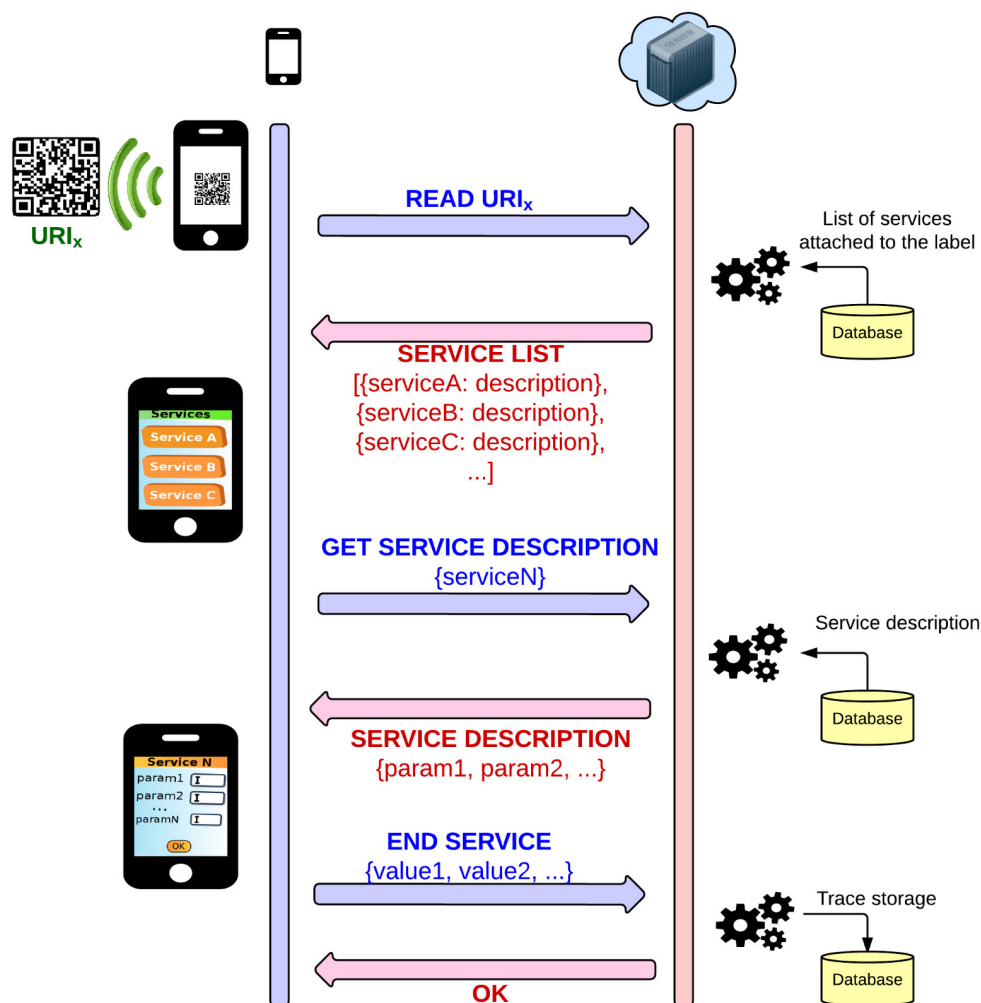 SERVER
READ URIₓ
URIₓ
List of services
attached to the label
Database
SERVICE LIST
[{serviceA: description},
{serviceB: description},
{serviceC: description},
...]
Services
Service A
Service B
Service C
GET SERVICE DESCRIPTION
{serviceN}
Service description
Database
SERVICE DESCRIPTION
{param1, param2, ...}
Service N
param1 I
param2 I
...
paramN I
OK
END SERVICE
{value1, value2, ...}
Trace storage
Database
OK